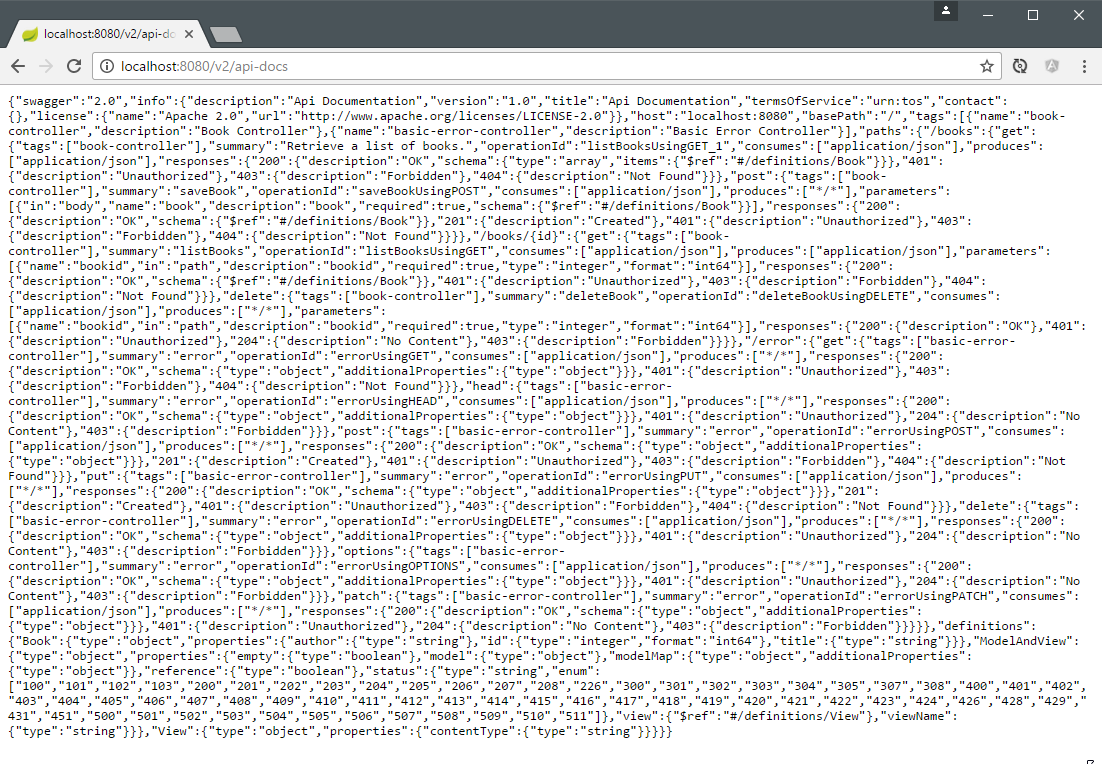 localhost:8080/v2/api-do
localhost:8080/v2/api-docs
{"swagger":"2.0","info":{"description":"Api Documentation","version":"1.0","title":"Api Documentation","termsOfService":"urn:tos","contact":
{},"license":{"name":"Apache 2.0","url":"http://www.apache.org/licenses/LICENSE-2.0"}},"host":"localhost:8080","basePath":"/","tags":[{"name":"book-
controller","description":"Book Controller"},{"name":"basic-error-controller","description":"Basic Error Controller"}],"paths":{"/books":{"get":
{"tags":["book-controller"],"summary":"Retrieve a list of books.","operationId":"listBooksUsingGET_1","consumes":["application/json"],"produces":
["application/json"],"responses":{"200":{"description":"OK","schema":{"type":"array","items":{"$ref":"#/definitions/Book"}}},"401":
{"description":"Unauthorized"},"403":{"description":"Forbidden"},"404":{"description":"Not Found"}}},"post":{"tags":["book-
controller"],"summary":"saveBook","operationId":"saveBookUsingPOST","consumes":["application/json"],"produces":["*/*"],"parameters":
[{"in":"body","name":"book","description":"book","required":true,"schema":{"$ref":"#/definitions/Book"}}],"responses":{"200":
{"description":"OK","schema":{"$ref":"#/definitions/Book"}},"201":{"description":"Created"},"401":{"description":"Unauthorized"},"403":
{"description":"Forbidden"},"404":{"description":"Not Found"}}}},"/books/{id}":{"get":{"tags":["book-
controller"],"summary":"listBooks","operationId":"listBooksUsingGET","consumes":["application/json"],"produces":["application/json"],"parameters":
[{"name":"bookid","in":"path","description":"bookid","required":true,"type":"integer","format":"int64"}],"responses":{"200":
{"description":"OK","schema":{"$ref":"#/definitions/Book"}},"401":{"description":"Unauthorized"},"403":{"description":"Forbidden"},"404":
{"description":"Not Found"}}},"delete":{"tags":["book-controller"],"summary":"deleteBook","operationId":"deleteBookUsingDELETE","consumes":
["application/json"],"produces":["*/*"],"parameters":
[{"name":"bookid","in":"path","description":"bookid","required":true,"type":"integer","format":"int64"}],"responses":{"200":{"description":"OK"},"401":
{"description":"Unauthorized"},"204":{"description":"No Content"},"403":{"description":"Forbidden"}}}},"/error":{"get":{"tags":["basic-error-
controller"],"summary":"error","operationId":"errorUsingGET","consumes":["application/json"],"produces":["*/*"],"responses":{"200":
{"description":"OK","schema":{"type":"object","additionalProperties":{"type":"object"}}},"401":{"description":"Unauthorized"},"403":
{"description":"Forbidden"},"404":{"description":"Not Found"}}},"head":{"tags":["basic-error-
controller"],"summary":"error","operationId":"errorUsingHEAD","consumes":["application/json"],"produces":["*/*"],"responses":{"200":
{"description":"OK","schema":{"type":"object","additionalProperties":{"type":"object"}}},"401":{"description":"Unauthorized"},"204":{"description":"No
Content"},"403":{"description":"Forbidden"}}},"post":{"tags":["basic-error-controller"],"summary":"error","operationId":"errorUsingPOST","consumes":
["application/json"],"produces":["*/*"],"responses":{"200":{"description":"OK","schema":{"type":"object","additionalProperties":
{"type":"object"}}},"201":{"description":"Created"},"401":{"description":"Unauthorized"},"403":{"description":"Forbidden"},"404":{"description":"Not
Found"}}},"put":{"tags":["basic-error-controller"],"summary":"error","operationId":"errorUsingPUT","consumes":["application/json"],"produces":
["*/*"],"responses":{"200":{"description":"OK","schema":{"type":"object","additionalProperties":{"type":"object"}}},"201":
{"description":"Created"},"401":{"description":"Unauthorized"},"403":{"description":"Forbidden"},"404":{"description":"Not Found"}}},"delete":{"tags":
["basic-error-controller"],"summary":"error","operationId":"errorUsingDELETE","consumes":["application/json"],"produces":["*/*"],"responses":{"200":
{"description":"OK","schema":{"type":"object","additionalProperties":{"type":"object"}}},"401":{"description":"Unauthorized"},"204":{"description":"No
Content"},"403":{"description":"Forbidden"}}},"options":{"tags":["basic-error-
controller"],"summary":"error","operationId":"errorUsingOPTIONS","consumes":["application/json"],"produces":["*/*"],"responses":{"200":
{"description":"OK","schema":{"type":"object","additionalProperties":{"type":"object"}}},"401":{"description":"Unauthorized"},"204":{"description":"No
Content"},"403":{"description":"Forbidden"}}},"patch":{"tags":["basic-error-controller"],"summary":"error","operationId":"errorUsingPATCH","consumes":
["application/json"],"produces":["*/*"],"responses":{"200":{"description":"OK","schema":{"type":"object","additionalProperties":
{"type":"object"}}},"401":{"description":"Unauthorized"},"204":{"description":"No Content"},"403":{"description":"Forbidden"}}}}},"definitions":
{"Book":{"type":"object","properties":{"author":{"type":"string"},"id":{"type":"integer","format":"int64"},"title":{"type":"string"}}},"ModelAndView":
{"type":"object","properties":{"empty":{"type":"boolean"},"model":{"type":"object"},"modelMap":{"type":"object","additionalProperties":
{"type":"object"}},"reference":{"type":"boolean"},"status":{"type":"string","enum":
["100","101","102","103","200","201","202","203","204","205","206","207","208","226","300","301","302","303","304","305","307","308","400","401","402",
"403","404","405","406","407","408","409","410","411","412","413","414","415","416","417","418","419","420","421","422","423","424","426","428","429","
431","451","500","501","502","503","504","505","506","507","508","509","510","511"]},"view":{"$ref":"#/definitions/View"},"viewName":
{"type":"string"}}},"View":{"type":"object","properties":{"contentType":{"type":"string"}}}}}